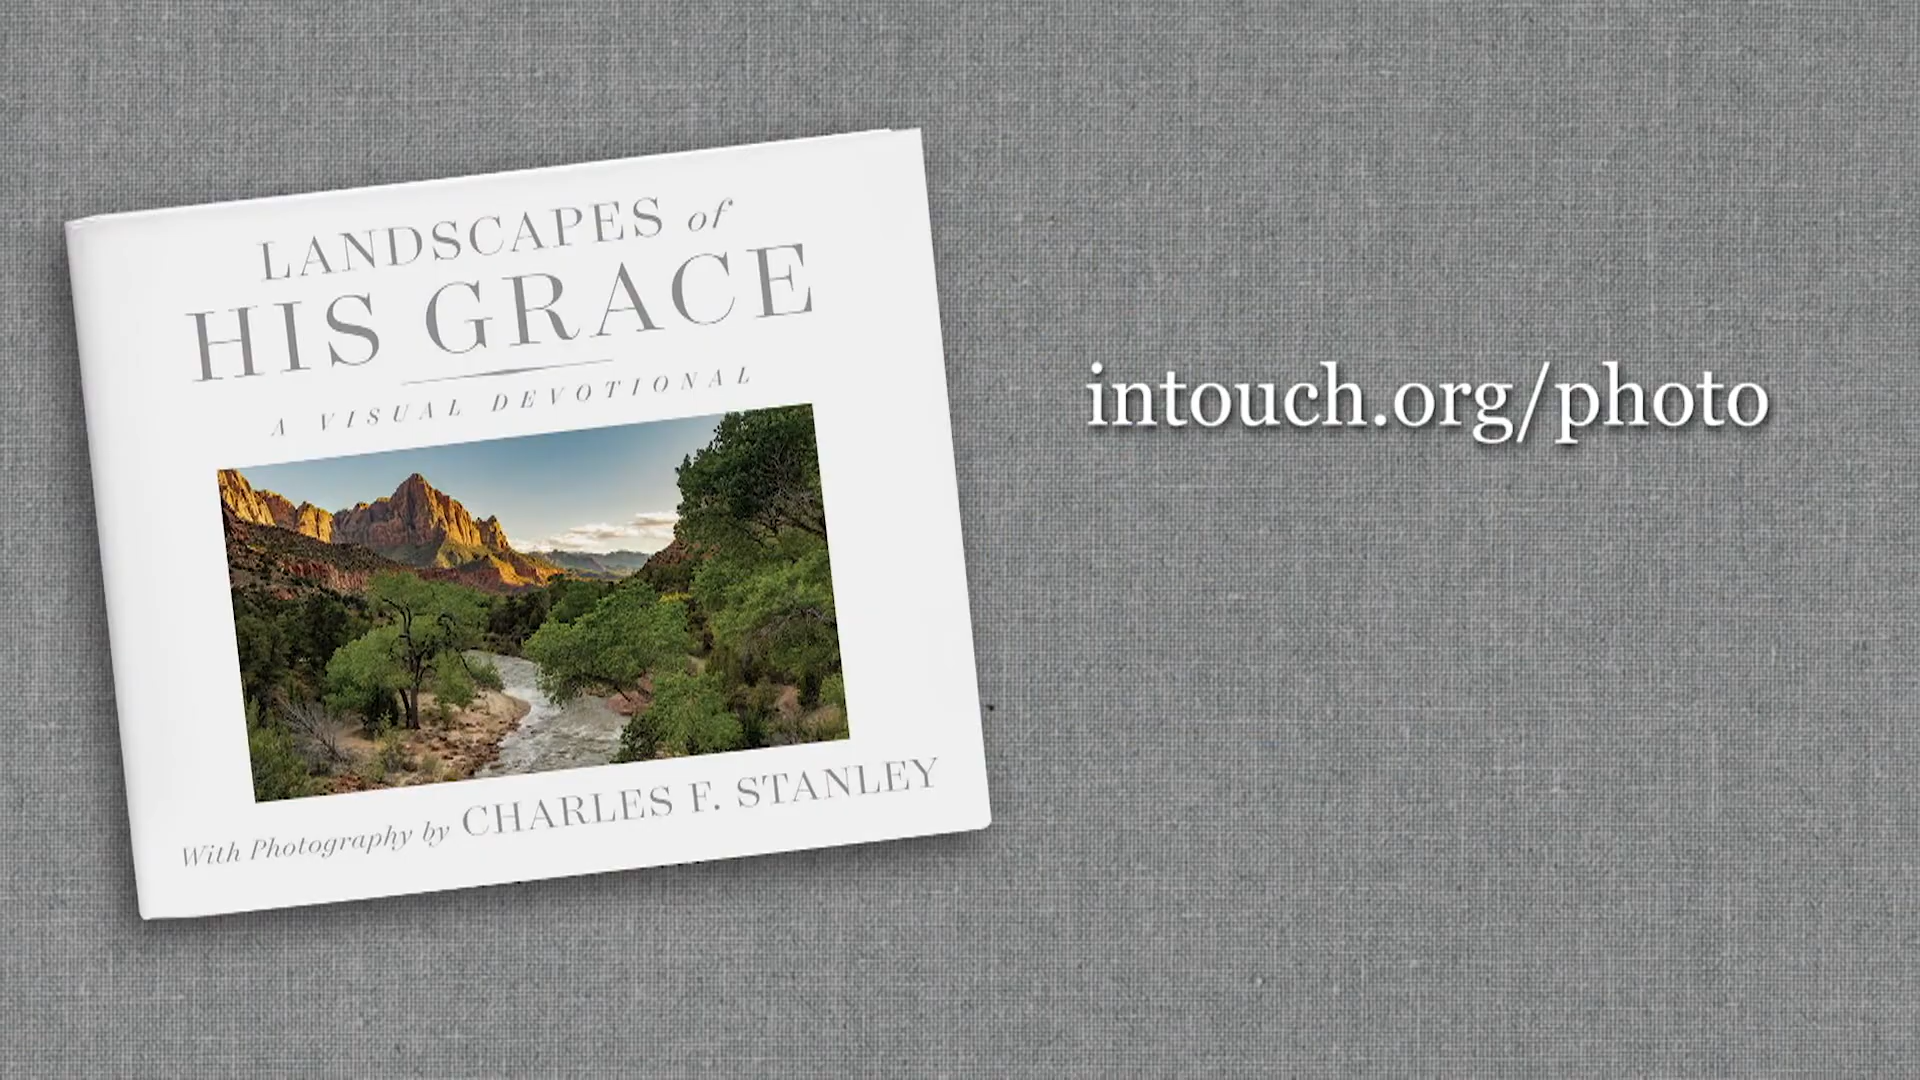 LANDSCAPES of
HIS GRACE
A VISUAL DEVOTIONAL
With Photography by CHARLES F. STANLEY
intouch.org/photo